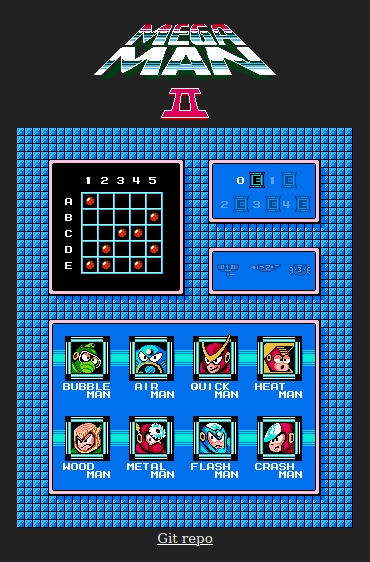 MEGA
MAN
II
1 2 3 4 5
A
B
C
D
E
0 E 1 E
2 E 3 E 4 E
BUBBLE MAN
AIR MAN
QUICK MAN
HEAT MAN
WOOD MAN
METAL MAN
FLASH MAN
CRASH MAN
Git repo